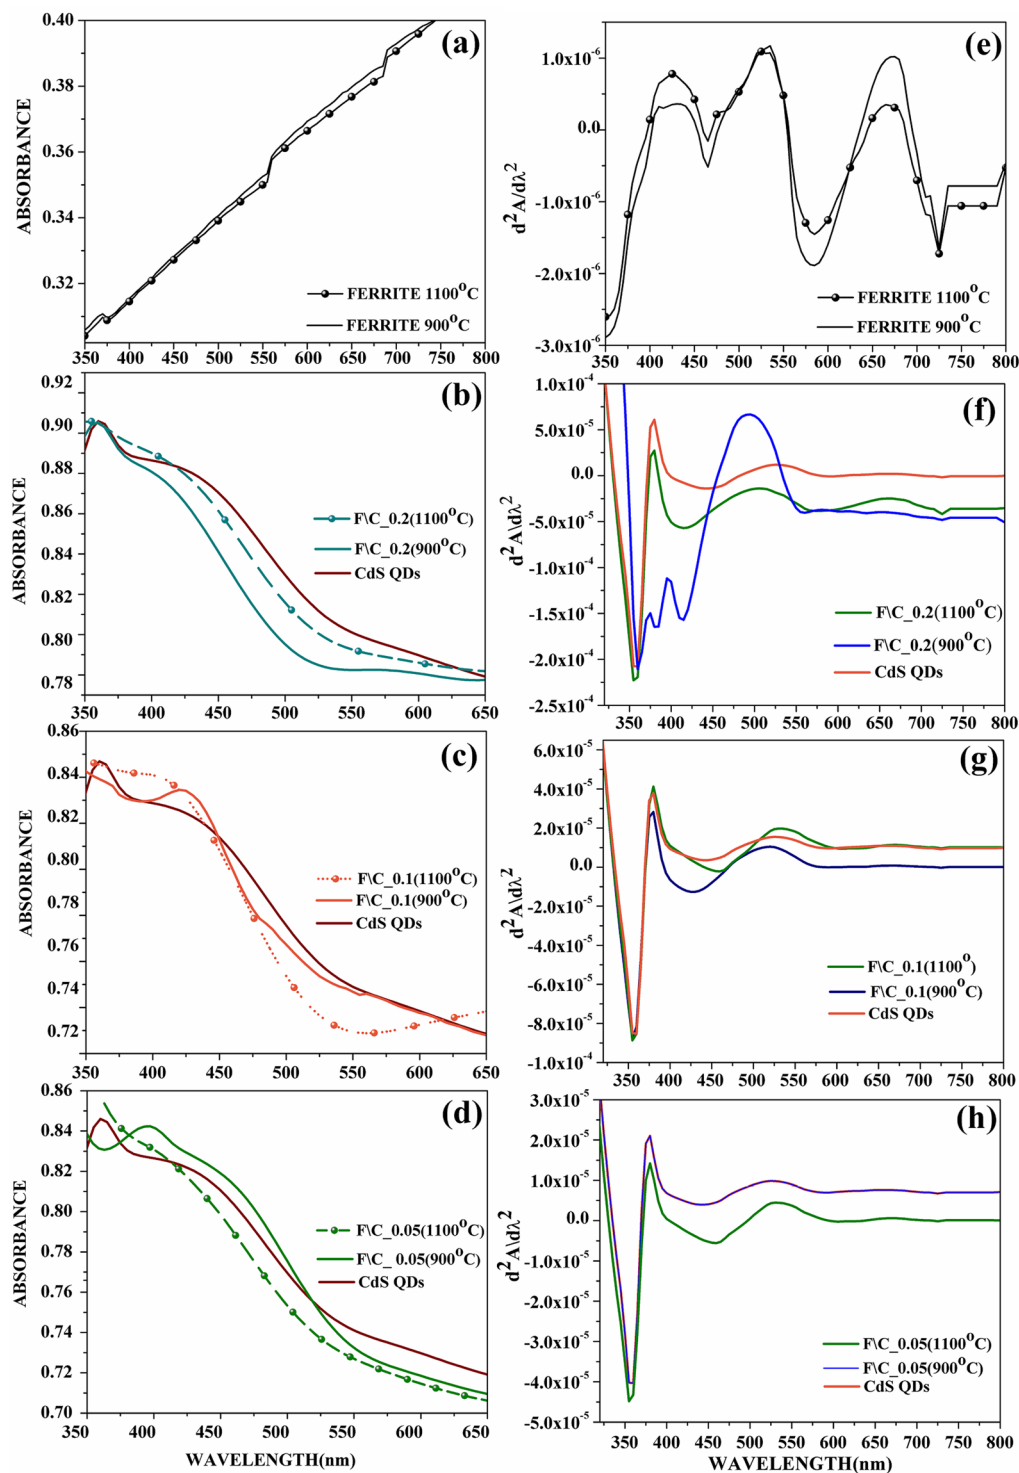 (a)
ABSORBANCE
0.40
0.38
0.36
0.34
0.32
FERRITE 1100°C
FERRITE 900°C
350 400 450 500 550 600 650 700 750 800
(e)
d²A/dλ²
1.0x10⁻⁶
0.0
-1.0x10⁻⁶
-2.0x10⁻⁶
-3.0x10⁻⁶
FERRITE 1100°C
FERRITE 900°C
350 400 450 500 550 600 650 700 750 800
(b)
ABSORBANCE
0.92
0.90
0.88
0.86
0.84
0.82
0.80
0.78
F\C_0.2(1100°C)
F\C_0.2(900°C)
CdS QDs
350 400 450 500 550 600 650
(f)
d²A\dλ²
1.0x10⁻⁴
5.0x10⁻⁵
0.0
-5.0x10⁻⁵
-1.0x10⁻⁴
-1.5x10⁻⁴
-2.0x10⁻⁴
-2.5x10⁻⁴
F\C_0.2(1100°C)
F\C_0.2(900°C)
CdS QDs
350 400 450 500 550 600 650 700 750 800
(c)
ABSORBANCE
0.86
0.84
0.82
0.80
0.78
0.76
0.74
0.72
F\C_0.1(1100°C)
F\C_0.1(900°C)
CdS QDs
350 400 450 500 550 600 650
(g)
d²A\dλ²
6.0x10⁻⁵
4.0x10⁻⁵
2.0x10⁻⁵
0.0
-2.0x10⁻⁵
-4.0x10⁻⁵
-6.0x10⁻⁵
-8.0x10⁻⁵
-1.0x10⁻⁴
F\C_0.1(1100°)
F\C_0.1(900°C)
CdS QDs
350 400 450 500 550 600 650 700 750 800
(d)
ABSORBANCE
0.86
0.84
0.82
0.80
0.78
0.76
0.74
0.72
0.70
F\C_0.05(1100°C)
F\C_ 0.05(900°C)
CdS QDs
350 400 450 500 550 600 650
WAVELENGTH(nm)
(h)
d²A\dλ²
3.0x10⁻⁵
2.0x10⁻⁵
1.0x10⁻⁵
0.0
-1.0x10⁻⁵
-2.0x10⁻⁵
-3.0x10⁻⁵
-4.0x10⁻⁵
-5.0x10⁻⁵
F\C_0.05(1100°C)
F\C_0.05(900°C)
CdS QDs
350 400 450 500 550 600 650 700 750 800
WAVELENGTH(nm)